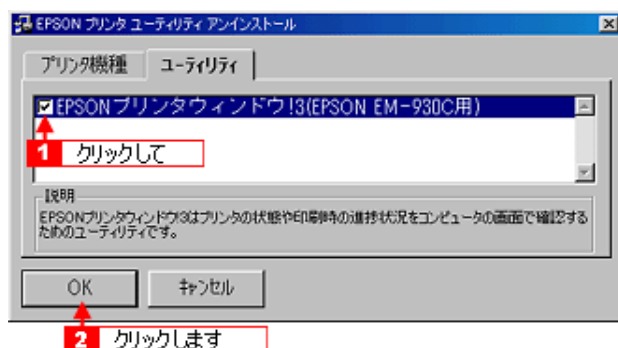 EPSON プリンタ ユーティリティ アンインストール
プリンタ機種 ユーティリティ
EPSONプリンタウィンドウ!3(EPSON EM-930C用)
1 クリックして
説明
EPSONプリンタウィンドウ!3はプリンタの状態や印刷時の進捗状況をコンピュータの画面で確認する
ためのユーティリティです。
OK キャンセル
2 クリックします